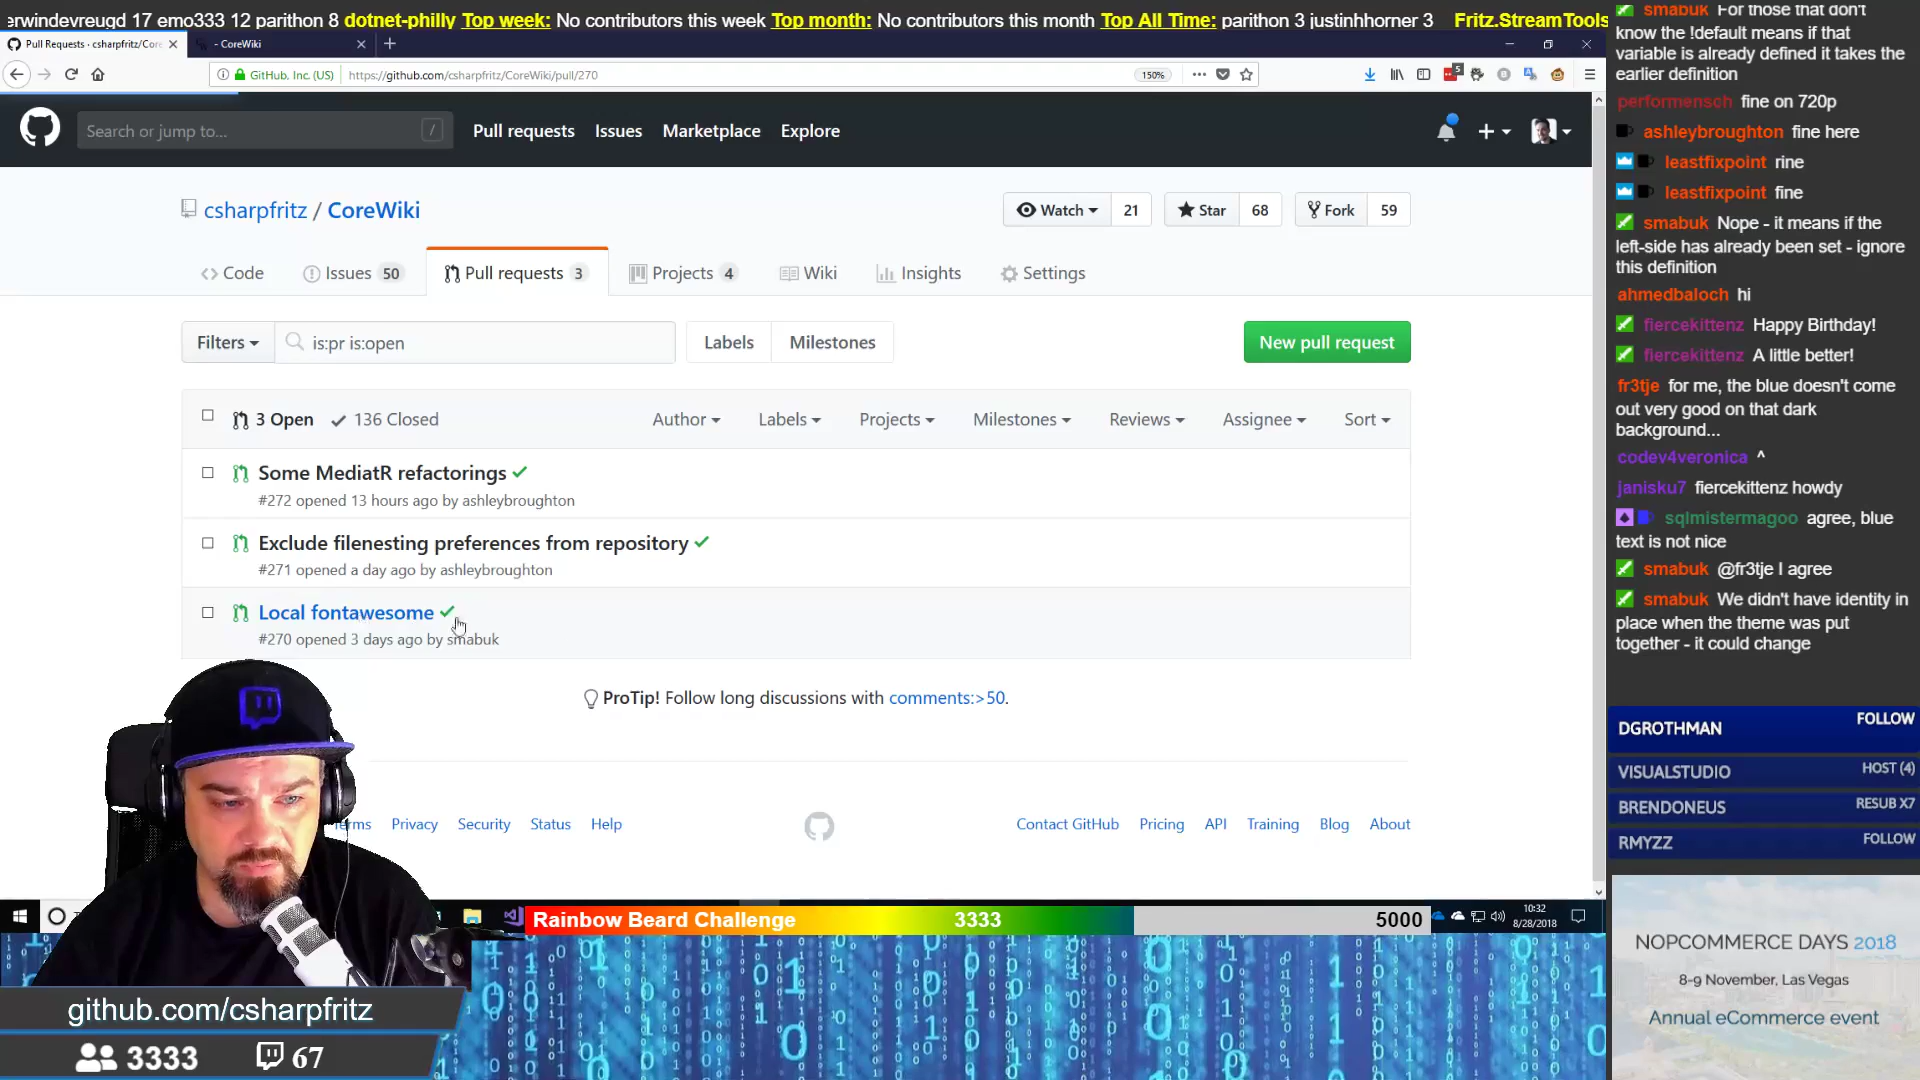 erwindevreugd 17 emo333 12 parithon 8 dotnet-philly Top week: No contributors this week Top month: No contributors this month Top All Time: parithon 3 justinhhorner 3 Fritz.StreamTools
Pull Requests · csharpfritz/Core
- CoreWiki
GitHub, Inc. (US)
https://github.com/csharpfritz/CoreWiki/pull/270
150%
5
Search or jump to...
/
Pull requests
Issues
Marketplace
Explore
csharpfritz / CoreWiki
Watch 21
Star 68
Fork 59
Code
Issues 50
Pull requests 3
Projects 4
Wiki
Insights
Settings
Filters
is:pr is:open
Labels
Milestones
New pull request
3 Open
136 Closed
Author
Labels
Projects
Milestones
Reviews
Assignee
Sort
Some MediatR refactorings
#272 opened 13 hours ago by ashleybroughton
Exclude filenesting preferences from repository
#271 opened a day ago by ashleybroughton
Local fontawesome
#270 opened 3 days ago by smabuk
ProTip! Follow long discussions with comments:>50.
Privacy
Security
Status
Help
Contact GitHub
Pricing
API
Training
Blog
About
Rainbow Beard Challenge 3333 5000
10:32
8/28/2018
github.com/csharpfritz
3333 67
smabuk For those that don't
know the !default means if that
variable is already defined it takes the
earlier definition
performensch fine on 720p
ashleybroughton fine here
leastfixpoint rine
leastfixpoint fine
smabuk Nope - it means if the
left-side has already been set - ignore
this definition
ahmedbaloch hi
fiercekittenz Happy Birthday!
fiercekittenz A little better!
fr3tje for me, the blue doesn't come
out very good on that dark
background...
codev4veronica ^
janisku7 fiercekittenz howdy
sqlmistermagoo agree, blue
text is not nice
smabuk @fr3tje I agree
smabuk We didn't have identity in
place when the theme was put
together - it could change
DGROTHMAN FOLLOW
VISUALSTUDIO HOST (4)
BRENDONEUS RESUB X7
RMYZZ FOLLOW
NOPCOMMERCE DAYS 2018
8-9 November, Las Vegas
Annual eCommerce event